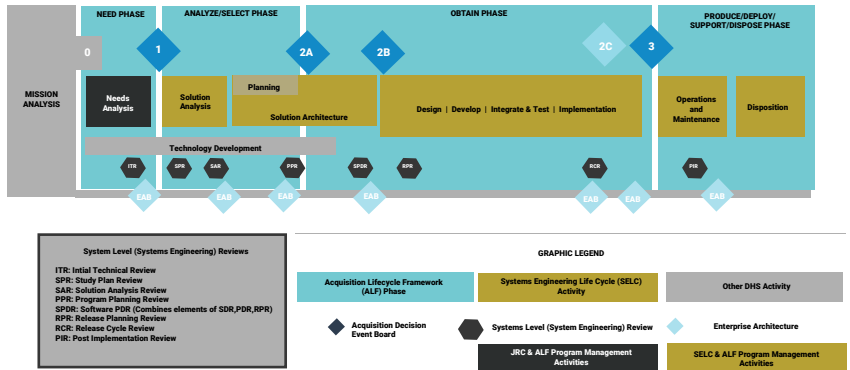 NEED PHASE
ANALYZE/SELECT PHASE
OBTAIN PHASE
PRODUCE/DEPLOY/
SUPPORT/DISPOSE PHASE
0
1
2A
2B
2C
3
MISSION
ANALYSIS
Needs
Analysis
Solution
Analysis
Planning
Solution Architecture
Design | Develop | Integrate & Test | Implementation
Operations
and
Maintenance
Disposition
Technology Development
ITR
SPR
SAR
PPR
SPDR
RPR
RCR
PIR
EAB
EAB
EAB
EAB
EAB
EAB
EAB
System Level (Systems Engineering) Reviews
ITR: Intial Technical Review
SPR: Study Plan Review
SAR: Solution Analysis Review
PPR: Program Planning Review
SPDR: Software PDR (Combines elements of SDR,PDR,RPR)
RPR: Release Planning Review
RCR: Release Cycle Review
PIR: Post Implementation Review
GRAPHIC LEGEND
Acquisition Lifecycle Framework
(ALF) Phase
Systems Engineering Life Cycle (SELC)
Activity
Other DHS Activity
Acquisition Decision
Event Board
Systems Level (System Engineering) Review
Enterprise Architecture
JRC & ALF Program Management
Activities
SELC & ALF Program Management
Activities